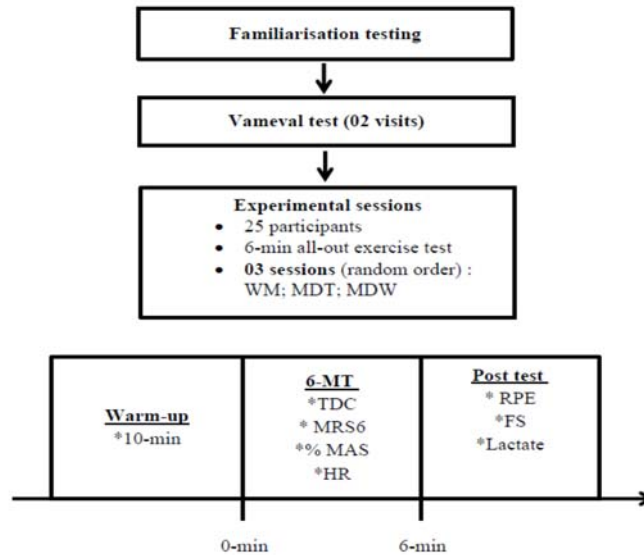 Familiarisation testing
Vameval test (02 visits)
Experimental sessions
• 25 participants
• 6-min all-out exercise test
• 03 sessions (random order) :
WM; MDT; MDW
Warm-up
*10-min
6-MT
*TDC
* MRS6
*% MAS
*HR
Post test
* RPE
*FS
*Lactate
0-min
6-min